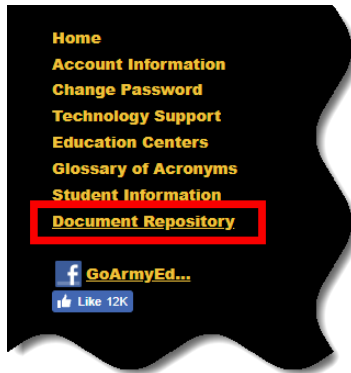 Home
Account Information
Change Password
Technology Support
Education Centers
Glossary of Acronyms
Student Information
Document Repository
f GoArmyEd...
Like 12K